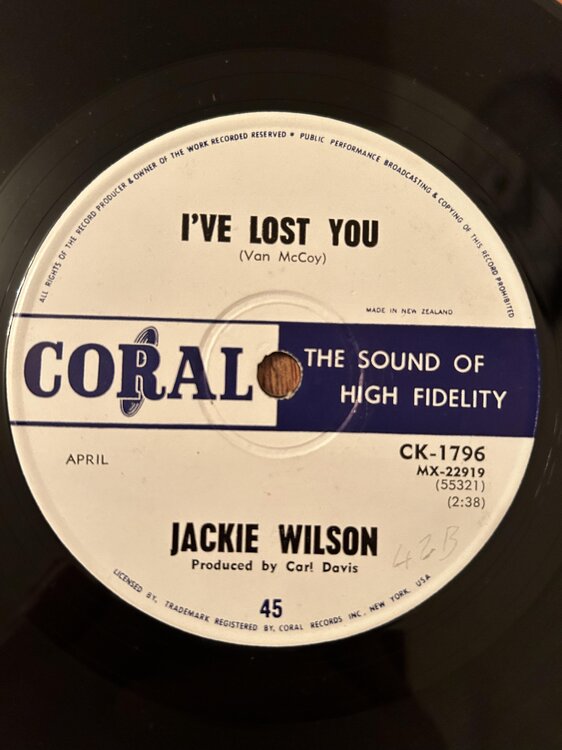 ALL RIGHTS OF THE RECORD PRODUCER & OWNER OF THE WORK RECORDED RESERVED * PUBLIC PERFORMANCE BROADCASTING & COPYING OF THIS RECORD PROHIBITED
I'VE LOST YOU
(Van McCoy)
MADE IN NEW ZEALAND
CORAL
THE SOUND OF
HIGH FIDELITY
APRIL
CK-1796
MX-22919
(55321)
(2:38)
JACKIE WILSON
Produced by Carl Davis
45
LICENSED BY, TRADEMARK REGISTERED BY, CORAL RECORDS INC. NEW YORK, USA